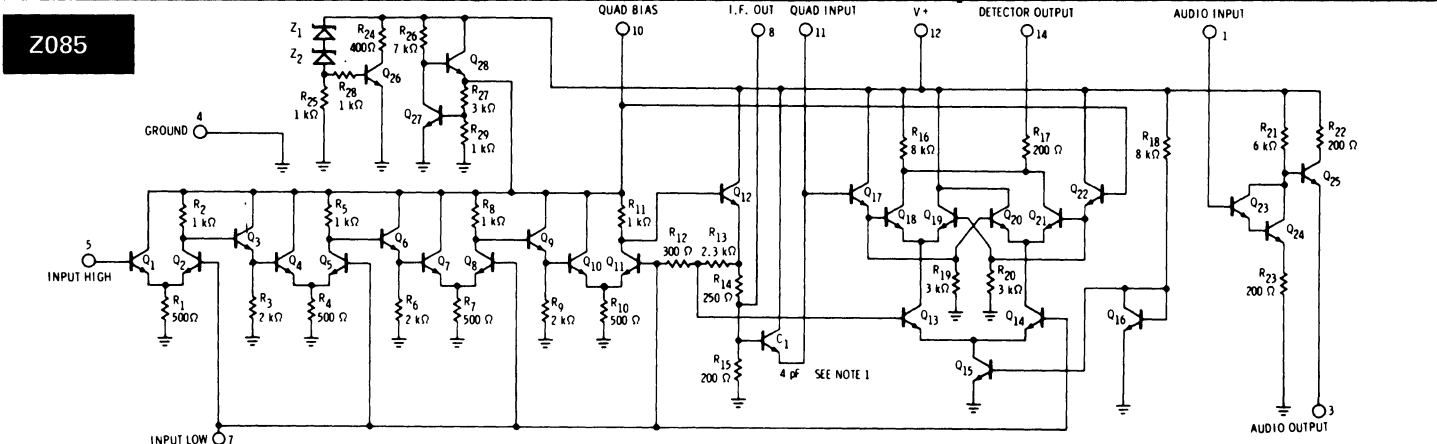 Z085
QUAD BIAS
10
I.F. OUT
8
QUAD INPUT
11
V+
12
DETECTOR OUTPUT
14
AUDIO INPUT
1
Z1
Z2
R24
400Ω
R26
7 kΩ
Q28
Q26
R28
1 kΩ
R25
1 kΩ
R27
3 kΩ
Q27
R29
1 kΩ
4
GROUND
R16
8 kΩ
R17
200 Ω
R18
8 kΩ
R21
6 kΩ
R22
200 Ω
Q12
Q17
Q22
Q25
Q23
Q24
Q18
Q19
Q20
Q21
R2
1 kΩ
R5
1 kΩ
R8
1 kΩ
R11
1 kΩ
Q3
Q6
Q9
R12
300 Ω
R13
2.3 kΩ
5
INPUT HIGH
Q1
Q2
Q4
Q5
Q7
Q8
Q10
Q11
R14
250 Ω
R19
3 kΩ
R20
3 kΩ
R23
200 Ω
R1
500Ω
R3
2 kΩ
R4
500 Ω
R6
2 kΩ
R7
500 Ω
R9
2 kΩ
R10
500 Ω
Q13
Q14
Q16
C1
4 pF SEE NOTE 1
R15
200 Ω
Q15
3
AUDIO OUTPUT
INPUT LOW
7